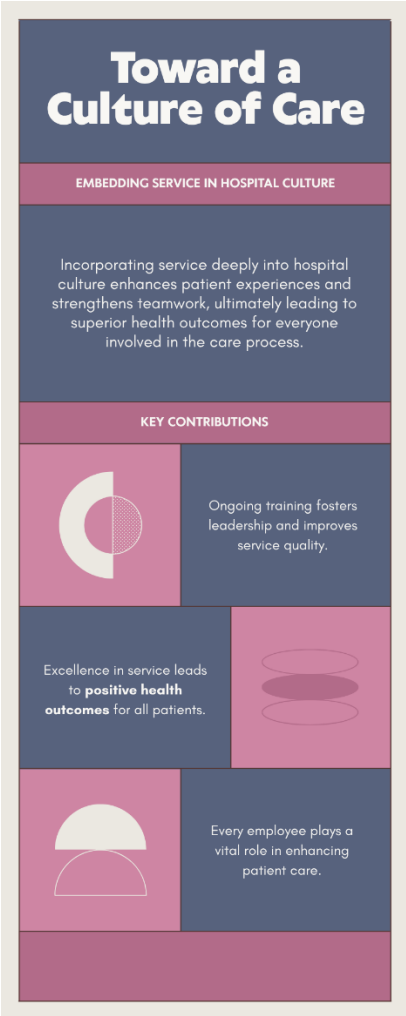 Toward a
Culture of Care
EMBEDDING SERVICE IN HOSPITAL CULTURE
Incorporating service deeply into hospital
culture enhances patient experiences and
strengthens teamwork, ultimately leading to
superior health outcomes for everyone
involved in the care process.
KEY CONTRIBUTIONS
Ongoing training fosters
leadership and improves
service quality.
Excellence in service leads
to positive health
outcomes for all patients.
Every employee plays a
vital role in enhancing
patient care.